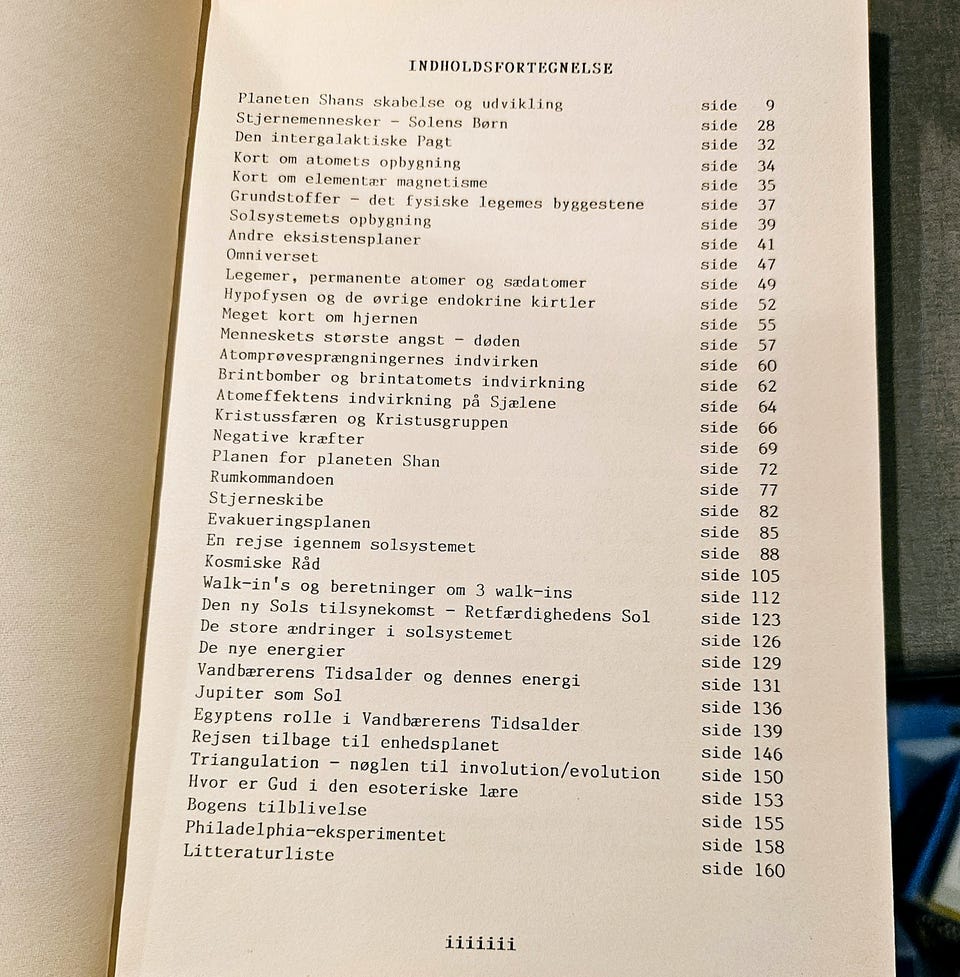 INDHOLDSFORTEGNELSE
Planeten Shans skabelse og udvikling side 9
Stjernemennesker - Solens Børn side 28
Den intergalaktiske Pagt side 32
Kort om atomets opbygning side 34
Kort om elementær magnetisme side 35
Grundstoffer - det fysiske legemes byggestene side 37
Solsystemets opbygning side 39
Andre eksistensplaner side 41
Omniverset side 47
Legemer, permanente atomer og sædatomer side 49
Hypofysen og de øvrige endokrine kirtler side 52
Meget kort om hjernen side 55
Menneskets største angst - døden side 57
Atomprøvesprængningernes indvirken side 60
Brintbomber og brintatomets indvirkning side 62
Atomeffektens indvirkning på Sjælene side 64
Kristussfæren og Kristusgruppen side 66
Negative kræfter side 69
Planen for planeten Shan side 72
Rumkommandoen side 77
Stjerneskibe side 82
Evakueringsplanen side 85
En rejse igennem solsystemet side 88
Kosmiske Råd side 105
Walk-in's og beretninger om 3 walk-ins side 112
Den ny Sols tilsynekomst - Retfærdighedens Sol side 123
De store ændringer i solsystemet side 126
De nye energier side 129
Vandbærerens Tidsalder og dennes energi side 131
Jupiter som Sol side 136
Egyptens rolle i Vandbærerens Tidsalder side 139
Rejsen tilbage til enhedsplanet side 146
Triangulation - nøglen til involution/evolution side 150
Hvor er Gud i den esoteriske lære side 153
Bogens tilblivelse side 155
Philadelphia-eksperimentet side 158
Litteraturliste side 160
iiiiiii